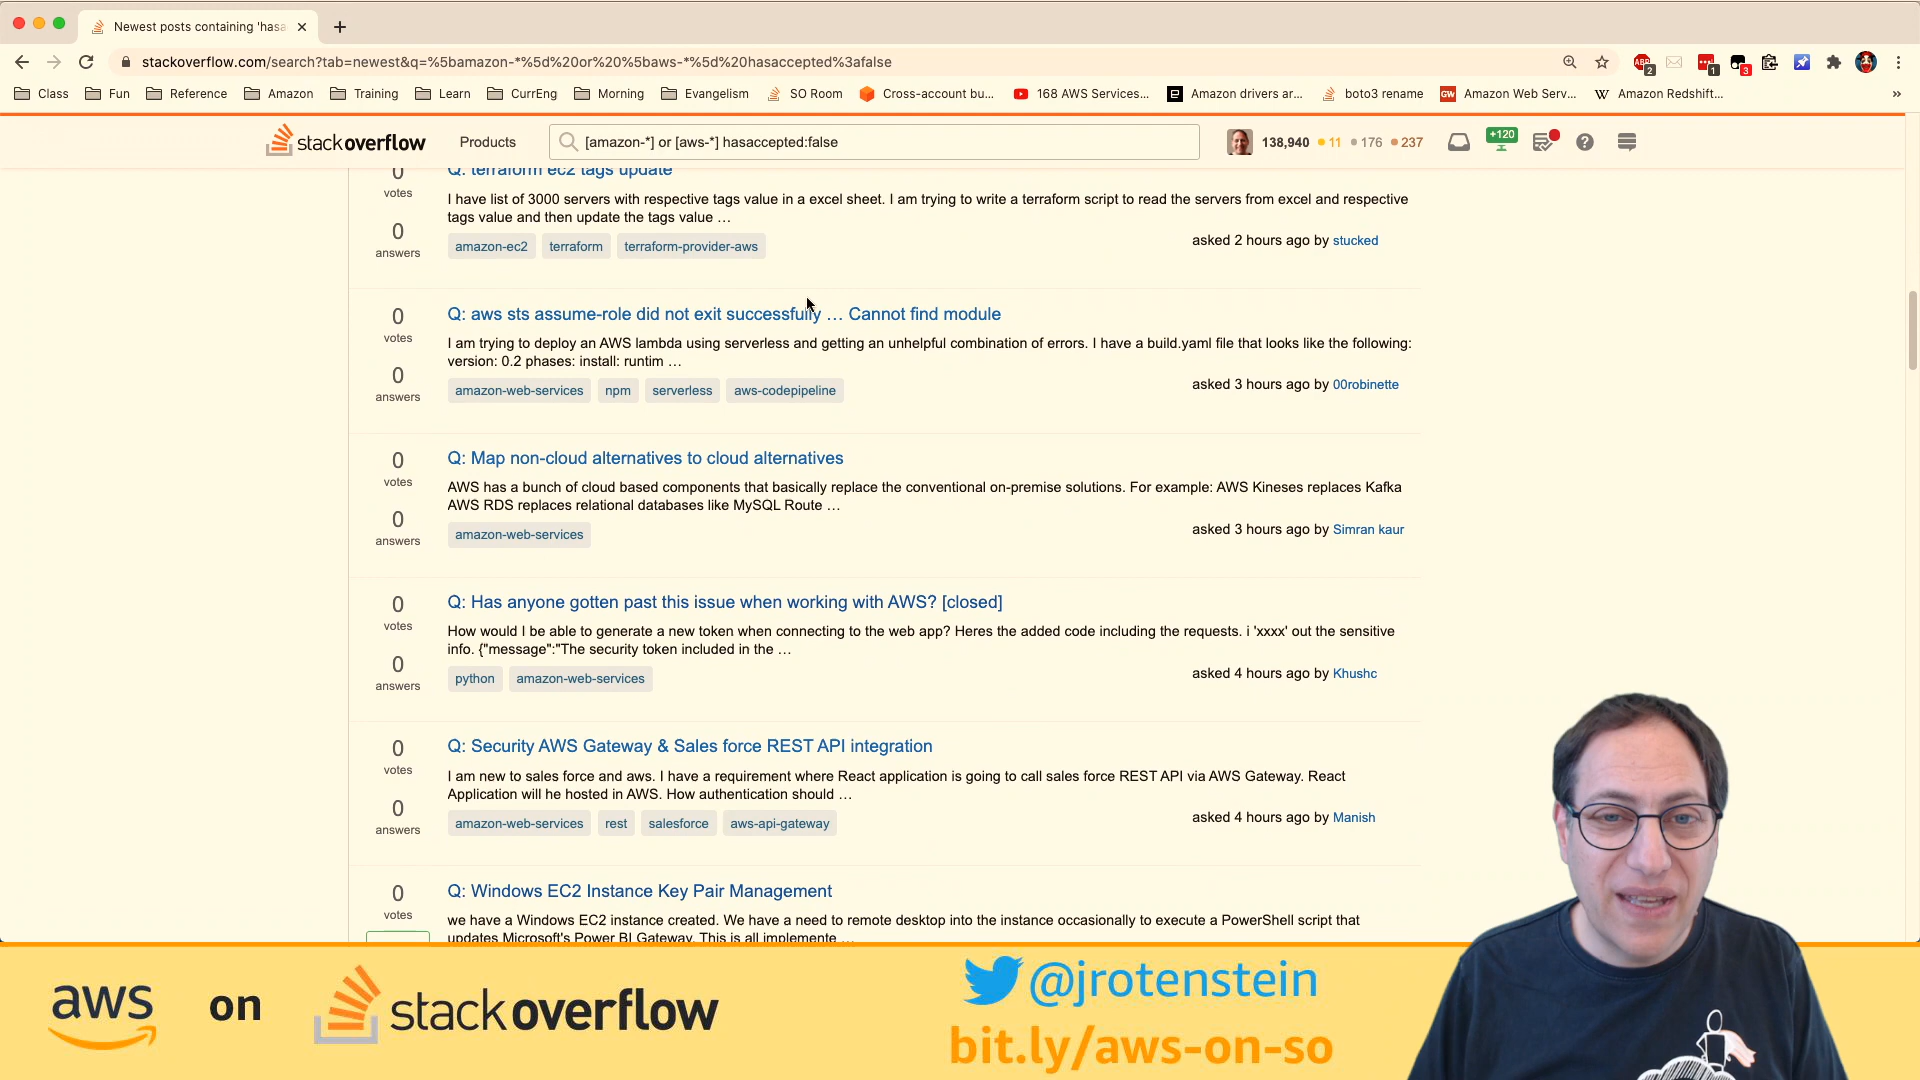 Newest posts containing 'hasa
stackoverflow.com/search?tab=newest&q=%5bamazon-*%5d%20or%20%5baws-*%5d%20hasaccepted%3afalse
ABP 2 1 3
Class Fun Reference Amazon Training Learn CurrEng Morning Evangelism SO Room Cross-account bu... 168 AWS Services... Amazon drivers ar... boto3 rename GW Amazon Web Serv... W Amazon Redshift... »
stackoverflow Products [amazon-*] or [aws-*] hasaccepted:false 138,940 11 176 237 +120
0
votes
0
answers
Q: terraform ec2 tags update
I have list of 3000 servers with respective tags value in a excel sheet. I am trying to write a terraform script to read the servers from excel and respective
tags value and then update the tags value …
amazon-ec2 terraform terraform-provider-aws
asked 2 hours ago by stucked
0
votes
0
answers
Q: aws sts assume-role did not exit successfully … Cannot find module
I am trying to deploy an AWS lambda using serverless and getting an unhelpful combination of errors. I have a build.yaml file that looks like the following:
version: 0.2 phases: install: runtim …
amazon-web-services npm serverless aws-codepipeline
asked 3 hours ago by 00robinette
0
votes
0
answers
Q: Map non-cloud alternatives to cloud alternatives
AWS has a bunch of cloud based components that basically replace the conventional on-premise solutions. For example: AWS Kineses replaces Kafka
AWS RDS replaces relational databases like MySQL Route …
amazon-web-services
asked 3 hours ago by Simran kaur
0
votes
0
answers
Q: Has anyone gotten past this issue when working with AWS? [closed]
How would I be able to generate a new token when connecting to the web app? Heres the added code including the requests. i 'xxxx' out the sensitive
info. {"message":"The security token included in the …
python amazon-web-services
asked 4 hours ago by Khushc
0
votes
0
answers
Q: Security AWS Gateway & Sales force REST API integration
I am new to sales force and aws. I have a requirement where React application is going to call sales force REST API via AWS Gateway. React
Application will he hosted in AWS. How authentication should …
amazon-web-services rest salesforce aws-api-gateway
asked 4 hours ago by Manish
0
votes
Q: Windows EC2 Instance Key Pair Management
we have a Windows EC2 instance created. We have a need to remote desktop into the instance occasionally to execute a PowerShell script that
updates Microsoft's Power BI Gateway. This is all implemente …
aws on stackoverflow
@jrotenstein
bit.ly/aws-on-so